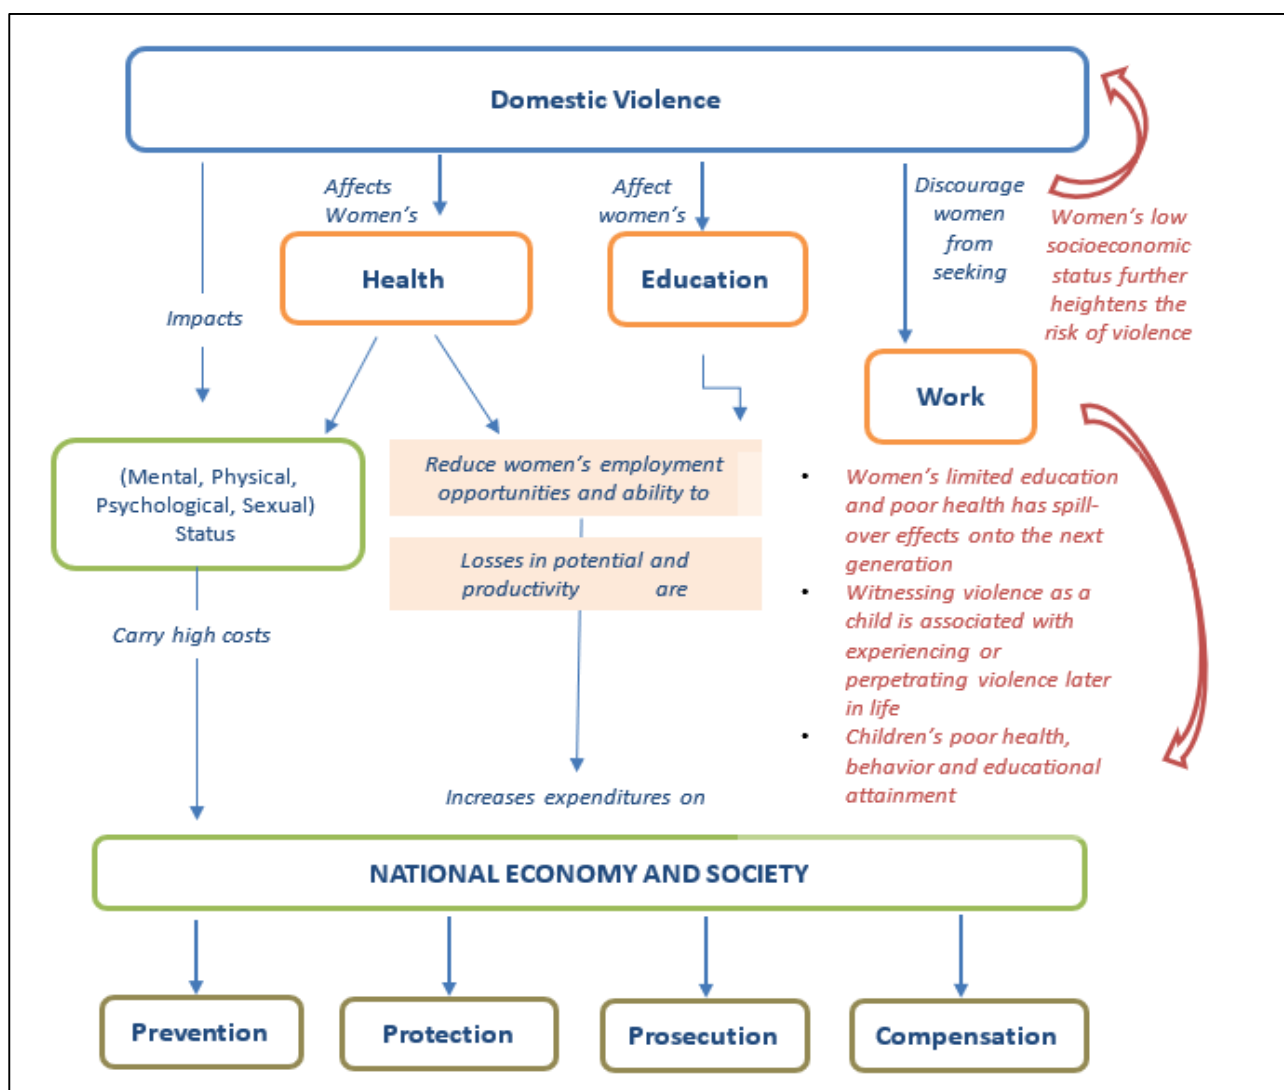 Domestic Violence
Affects
Women's
Affect
women's
Discourage
women
from
seeking
Women's low
socioeconomic
status further
heightens the
risk of violence
Health
Education
Impacts
Work
(Mental, Physical,
Psychological, Sexual)
Status
Reduce women's employment
opportunities and ability to
Losses in potential and
productivity are
• Women's limited education
and poor health has spill-
over effects onto the next
generation
• Witnessing violence as a
child is associated with
experiencing or
perpetrating violence later
in life
• Children's poor health,
behavior and educational
attainment
Carry high costs
Increases expenditures on
NATIONAL ECONOMY AND SOCIETY
Prevention
Protection
Prosecution
Compensation